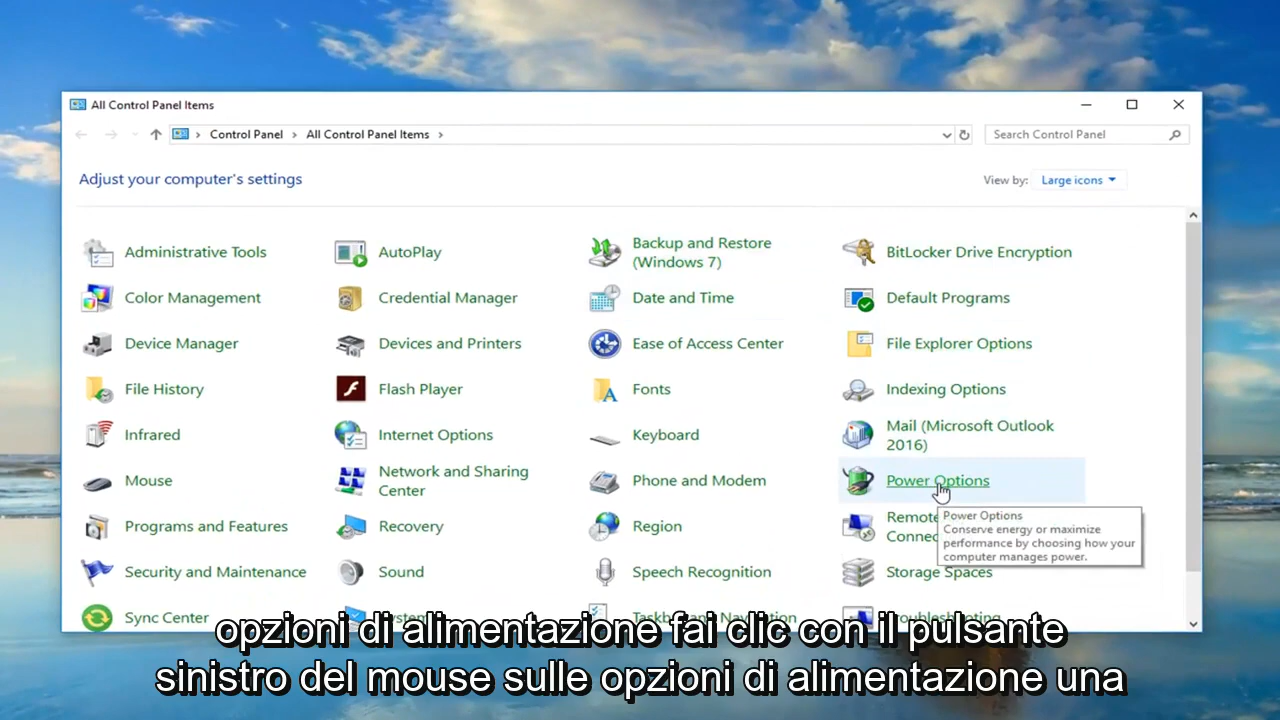 All Control Panel Items
Control Panel
All Control Panel Items
Search Control Panel
Adjust your computer's settings
View by:
Large icons
Administrative Tools
AutoPlay
Backup and Restore
(Windows 7)
BitLocker Drive Encryption
Color Management
Credential Manager
Date and Time
Default Programs
Device Manager
Devices and Printers
Ease of Access Center
File Explorer Options
File History
Flash Player
Fonts
Indexing Options
Infrared
Internet Options
Keyboard
Mail (Microsoft Outlook
2016)
Mouse
Network and Sharing
Center
Phone and Modem
Power Options
Programs and Features
Recovery
Region
Power Options
Conserve energy or maximize
performance by choosing how your
computer manages power.
Security and Maintenance
Sound
Speech Recognition
Storage Spaces
Sync Center
opzioni di alimentazione fai clic con il pulsante
sinistro del mouse sulle opzioni di alimentazione una